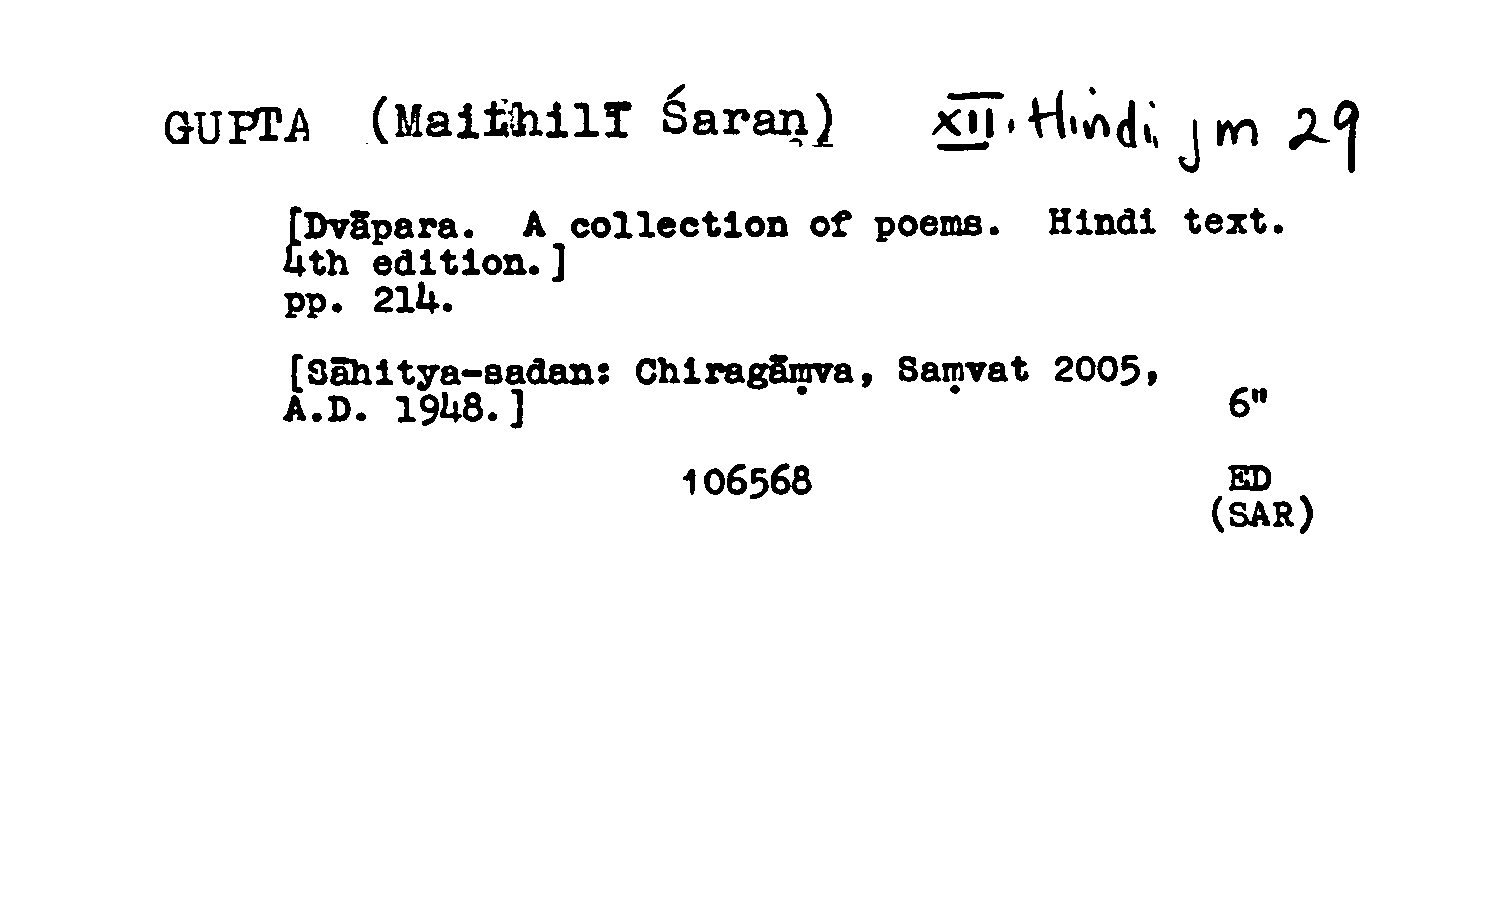 GUPTA (Maithilī Śaraṇ) XII. Hindi. jm 29
[Dvāpara. A collection of poems. Hindi text.
4th edition.]
pp. 214.
[Sāhitya-sadan: Chiragāṃva, Saṃvat 2005,
A.D. 1948.]
6"
106568 ED
(SAR)